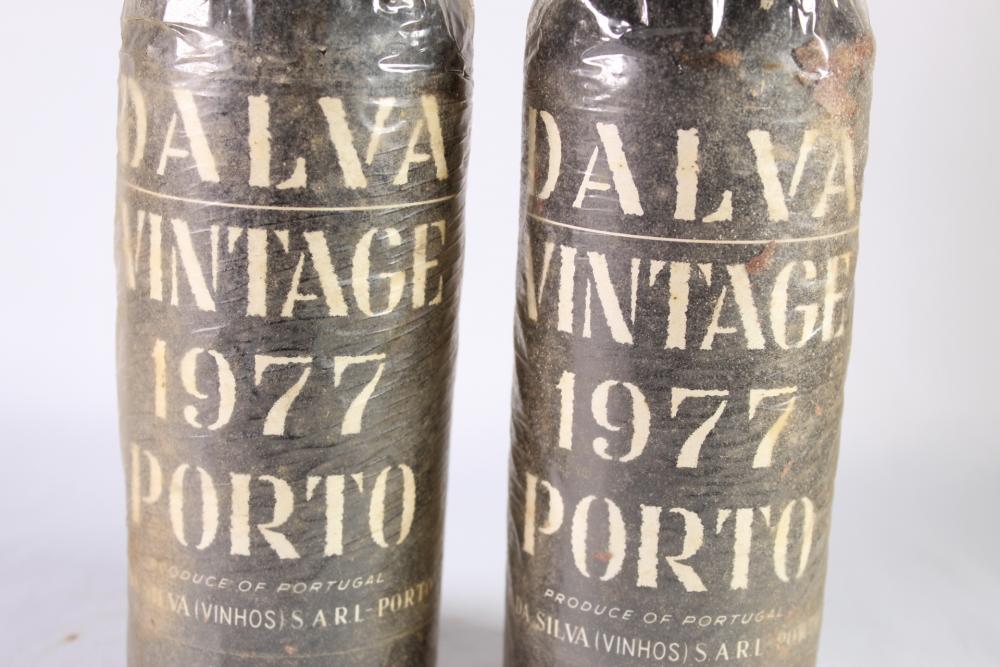 DALVA
VINTAGE
1977
PORTO
PRODUCE OF PORTUGAL
SILVA (VINHOS) S A R L - PORTO
DALVA
VINTAGE
1977
PORTO
PRODUCE OF PORTUGAL
DA SILVA (VINHOS) S. A R L PORTO